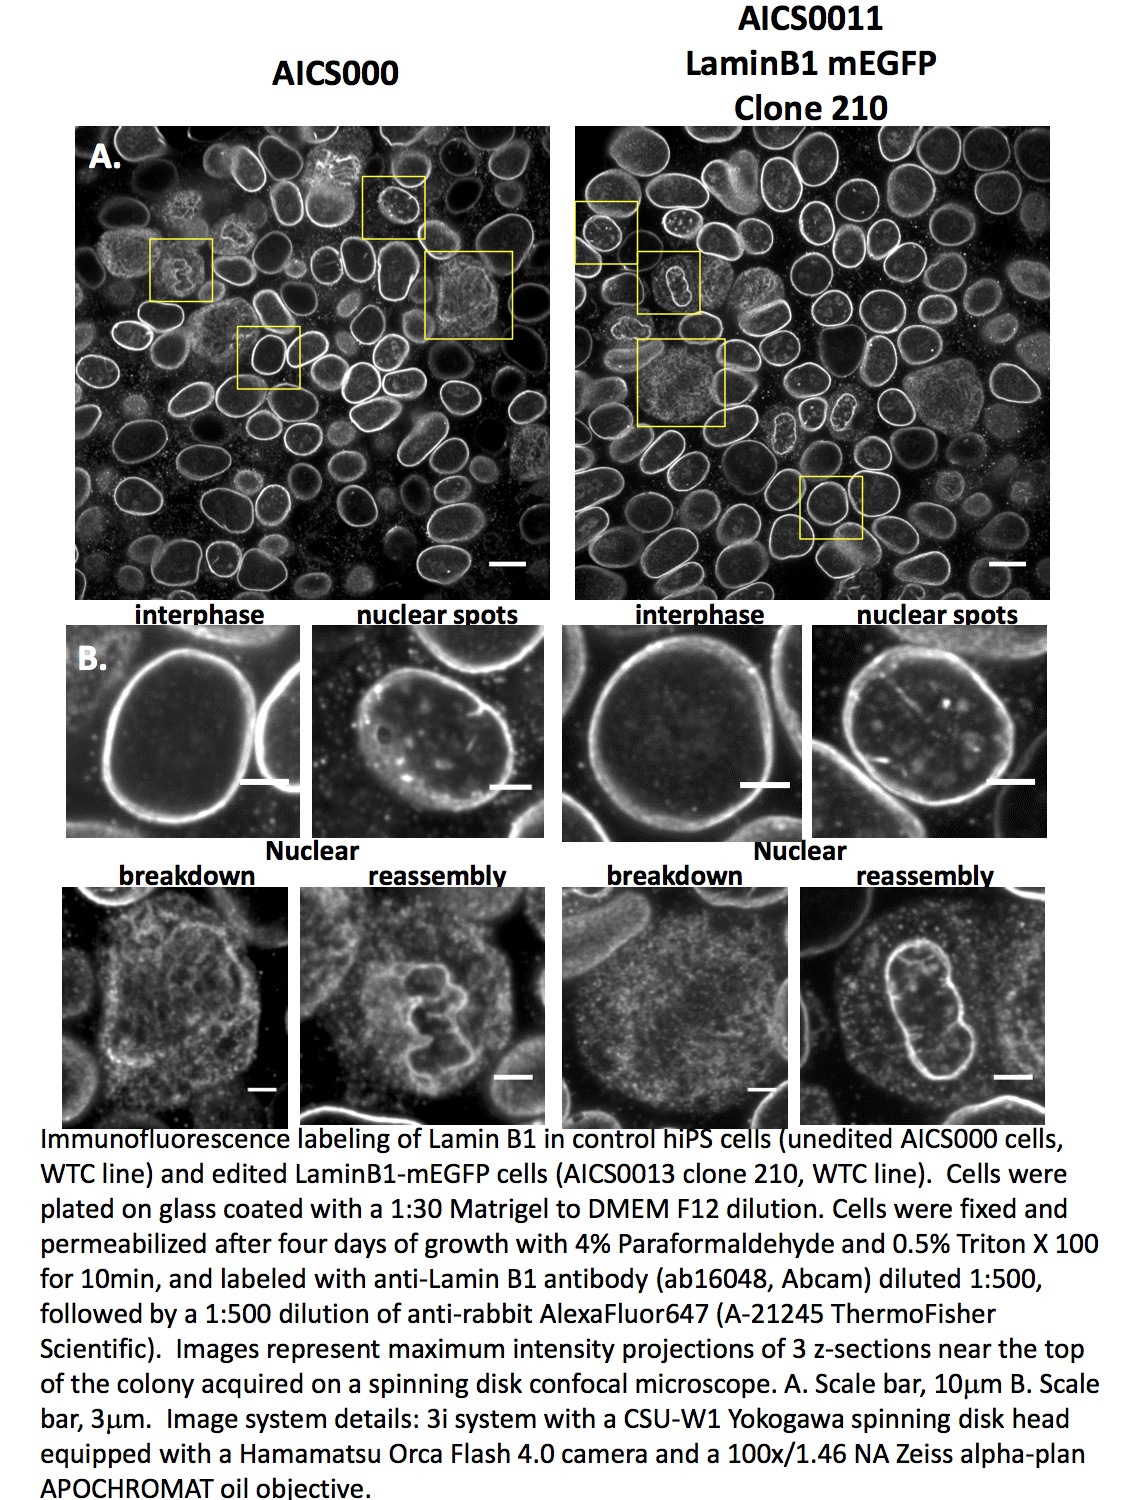 AICS000
AICS0011
LaminB1 mEGFP
Clone 210
A.
interphase
nuclear spots
interphase
nuclear spots
B.
Nuclear
breakdown
reassembly
Nuclear
breakdown
reassembly
Immunofluorescence labeling of Lamin B1 in control hiPS cells (unedited AICS000 cells,
WTC line) and edited LaminB1-mEGFP cells (AICS0013 clone 210, WTC line).  Cells were
plated on glass coated with a 1:30 Matrigel to DMEM F12 dilution. Cells were fixed and
permeabilized after four days of growth with 4% Paraformaldehyde and 0.5% Triton X 100
for 10min, and labeled with anti-Lamin B1 antibody (ab16048, Abcam) diluted 1:500,
followed by a 1:500 dilution of anti-rabbit AlexaFluor647 (A-21245 ThermoFisher
Scientific).  Images represent maximum intensity projections of 3 z-sections near the top
of the colony acquired on a spinning disk confocal microscope. A. Scale bar, 10μm B. Scale
bar, 3μm.  Image system details: 3i system with a CSU-W1 Yokogawa spinning disk head
equipped with a Hamamatsu Orca Flash 4.0 camera and a 100x/1.46 NA Zeiss alpha-plan
APOCHROMAT oil objective.